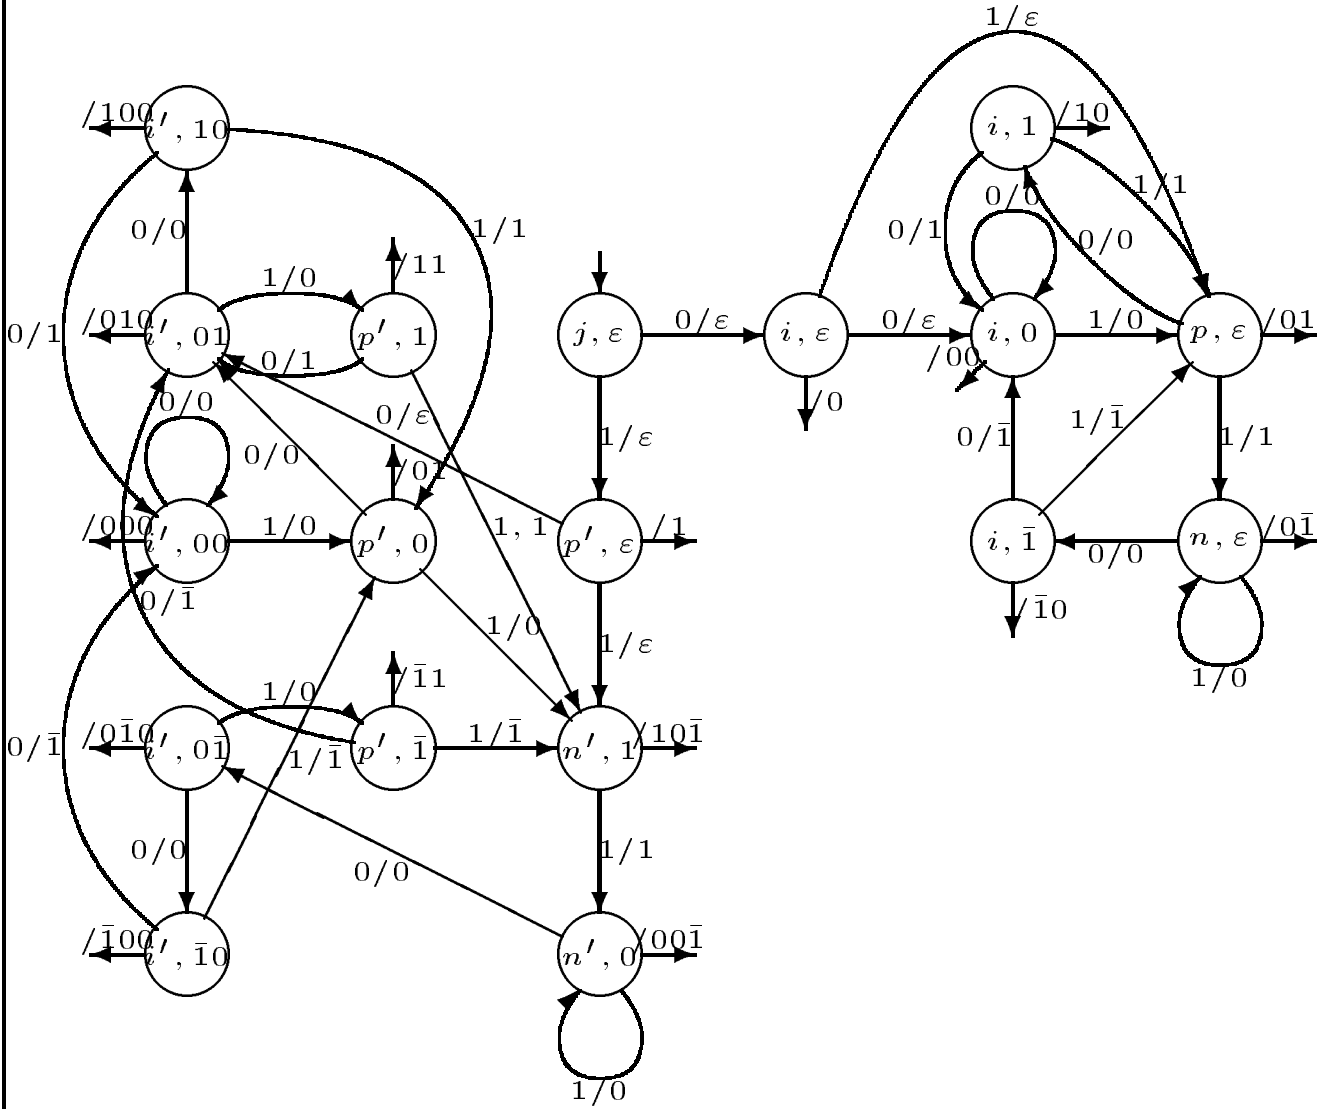 1/ε
/100
i′, 10
i, 1
/10
1/1
0/0
0/1
0/0
1/1
0/0
1/0
/11
/010
i′, 01
p′, 1
0/1
0/1
j, ε
0/ε
i, ε
0/ε
i, 0
1/0
p, ε
/01
/00
0/0
0/ε
/0
1/ε
0/1̄
1/1̄
1/1
0/0
/01
/000
i′, 00
1/0
p′, 0
1, 1
p′, ε
/1
i, 1̄
0/0
n, ε
/01̄
0/1̄
/1̄0
1/0
1/ε
1/0
/1̄1
1/0
0/1̄
/01̄0
i′, 01̄
1/1̄
p′, 1̄
1/1̄
n′, 1
/101̄
0/0
0/0
1/1
/1̄00
i′, 1̄0
n′, 0
/001̄
1/0